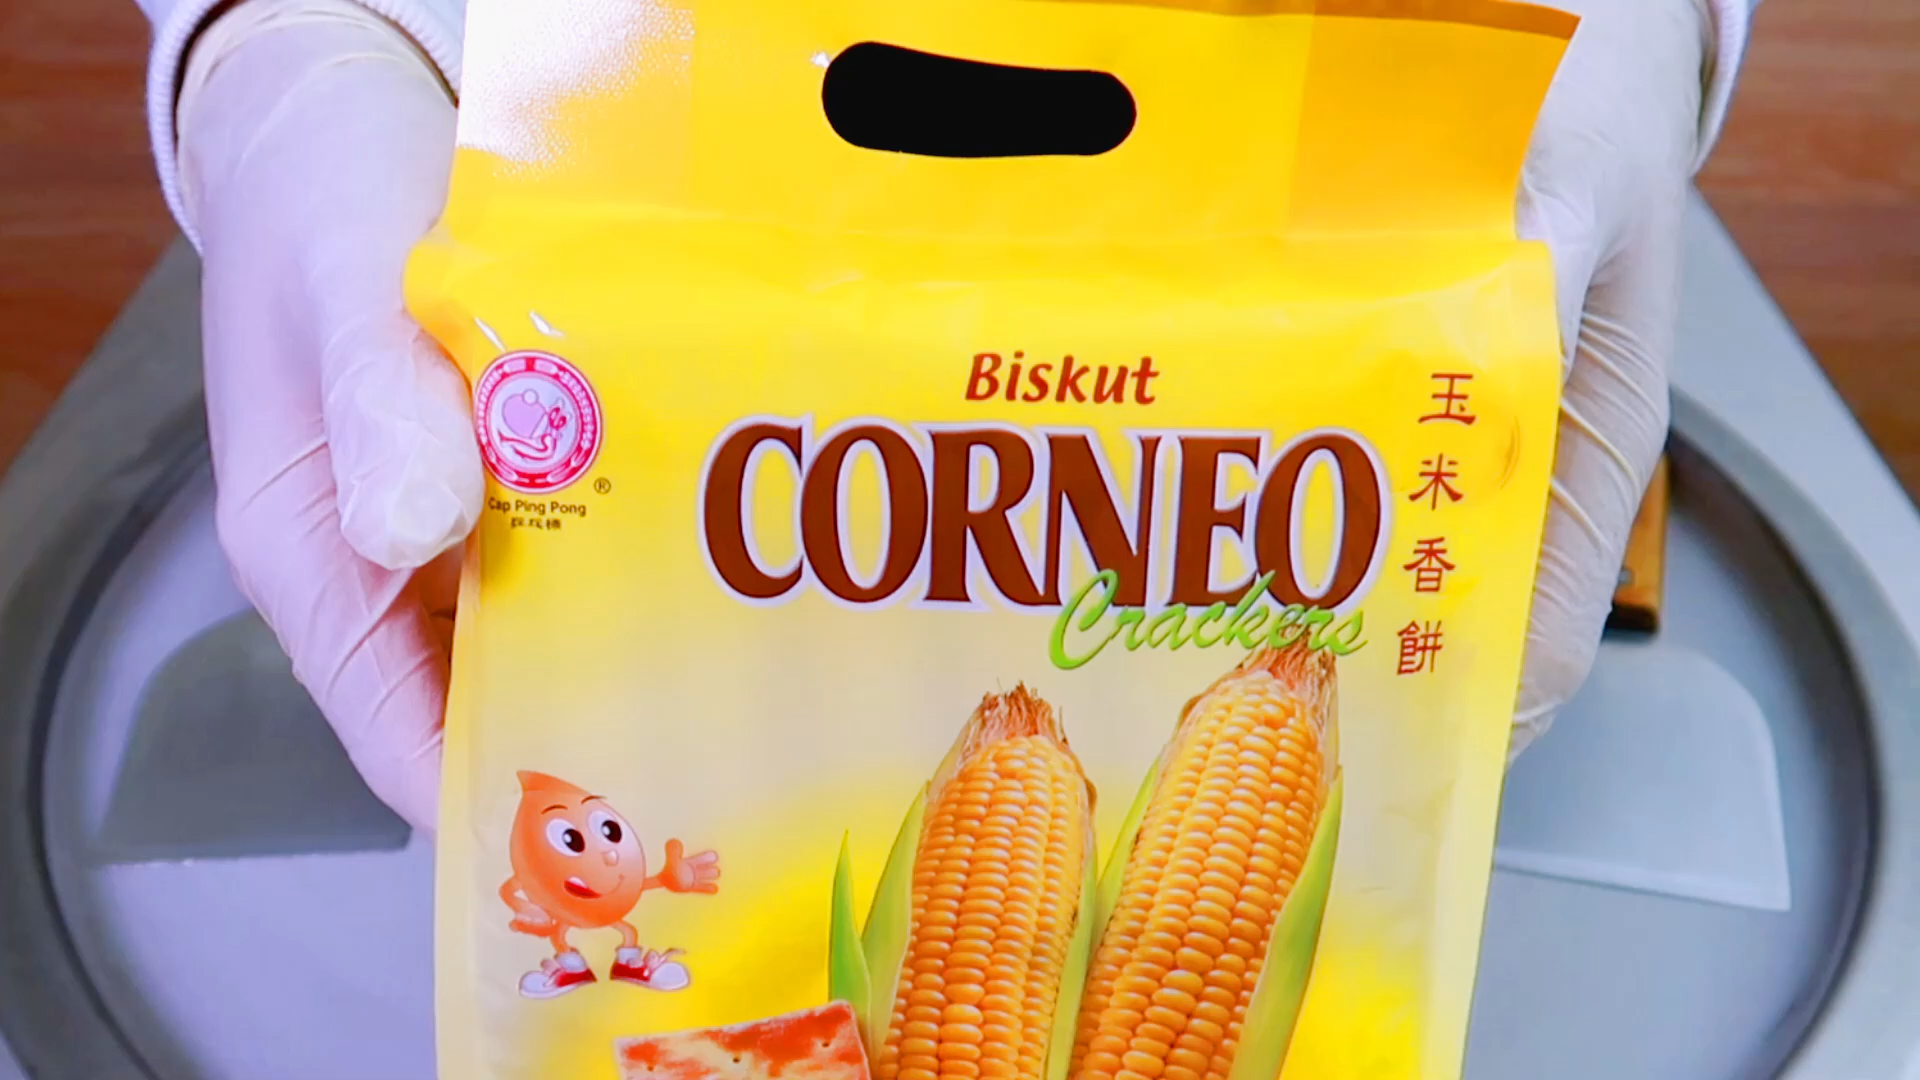 Biskut
CORNEO
Crackers
玉米香餅
®
Cap Ping Pong